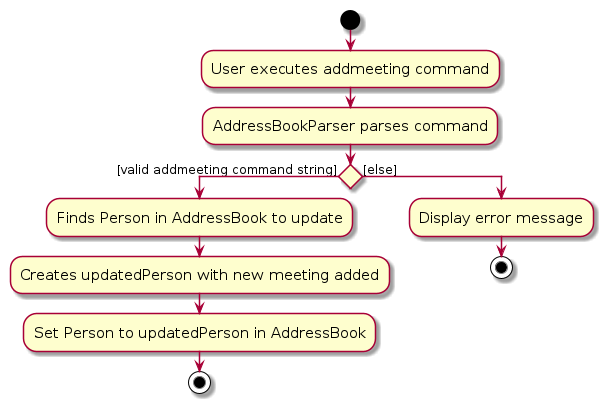 User executes addmeeting command
AddressBookParser parses command
[valid addmeeting command string]
[else]
Finds Person in AddressBook to update
Display error message
Creates updatedPerson with new meeting added
Set Person to updatedPerson in AddressBook